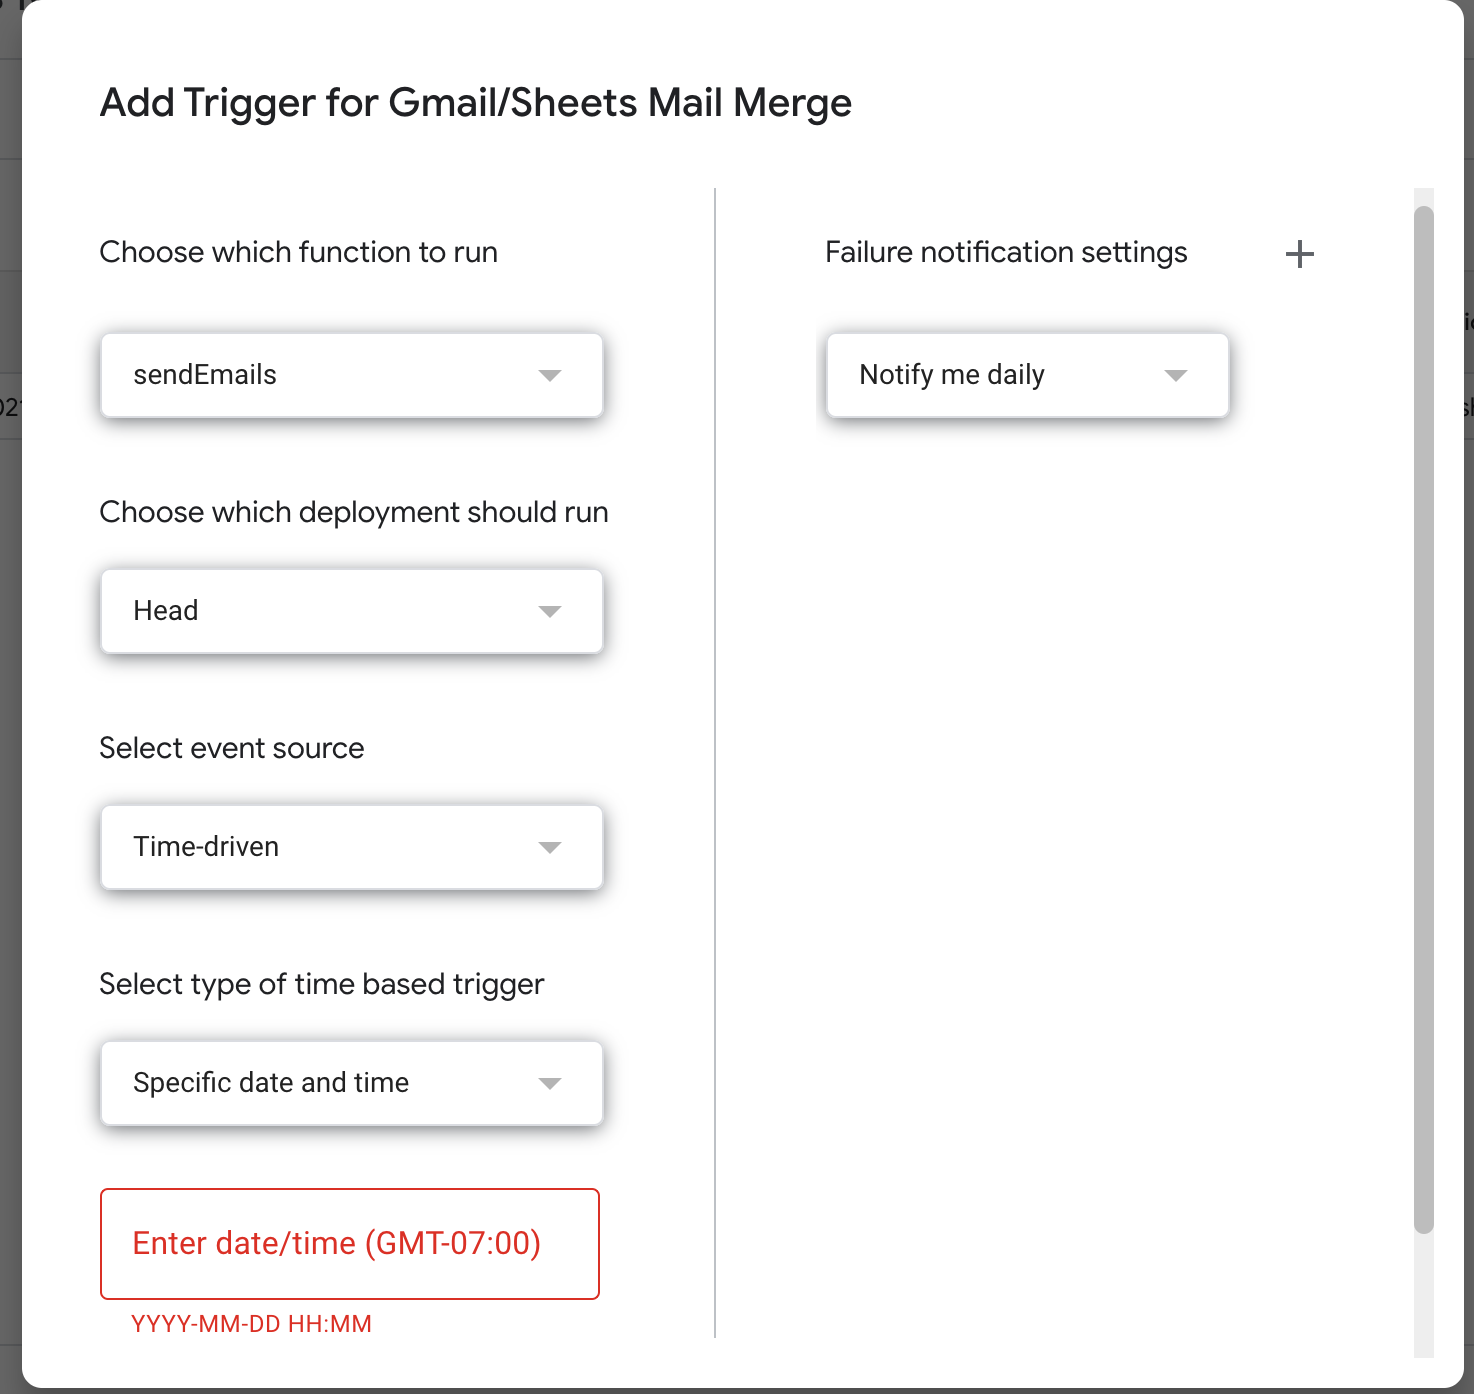 Add Trigger for Gmail/Sheets Mail Merge
Choose which function to run
sendEmails
Choose which deployment should run
Head
Select event source
Time-driven
Select type of time based trigger
Specific date and time
Enter date/time (GMT-07:00)
YYYY-MM-DD HH:MM
Failure notification settings
Notify me daily